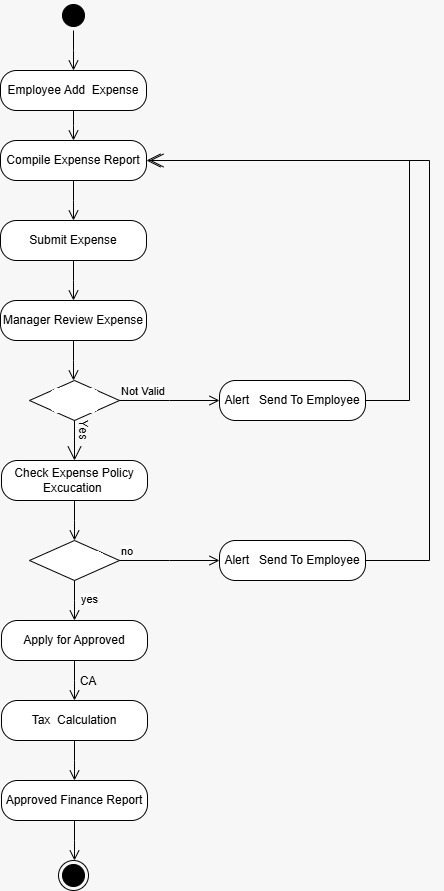 Employee Add Expense
Compile Expense Report
Submit Expense
Manager Review Expense
Not Valid
Alert Send To Employee
Yes
Check Expense Policy
Excucation
no
Alert Send To Employee
yes
Apply for Approved
CA
Tax Calculation
Approved Finance Report